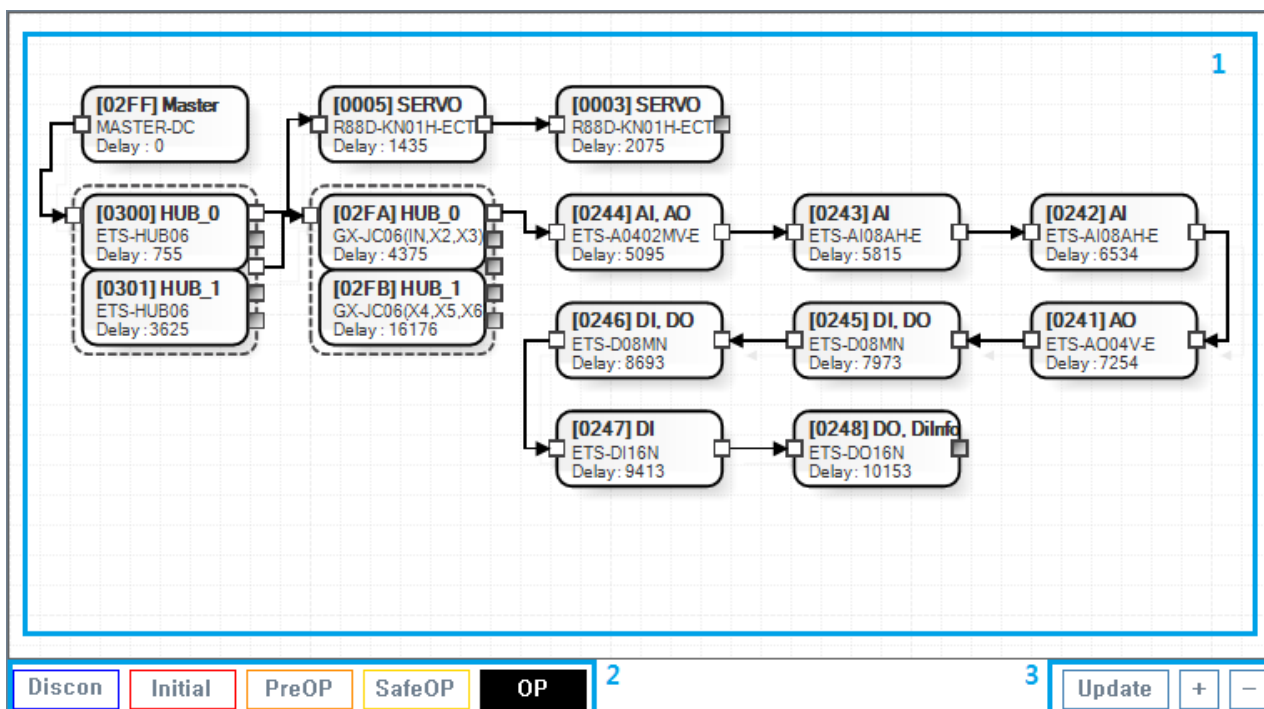 1
[02FF] Master
MASTER-DC
Delay : 0
[0005] SERVO
R88D-KN01H-ECT
Delay : 1435
[0003] SERVO
R88D-KN01H-ECT
Delay : 2075
[0300] HUB_0
ETS-HUB06
Delay : 755
[0301] HUB_1
ETS-HUB06
Delay : 3625
[02FA] HUB_0
GX-JC06(IN,X2,X3)
Delay : 4375
[02FB] HUB_1
GX-JC06(X4,X5,X6
Delay : 16176
[0244] AI, AO
ETS-A0402MV-E
Delay : 5095
[0243] AI
ETS-AI08AH-E
Delay : 5815
[0242] AI
ETS-AI08AH-E
Delay : 6534
[0246] DI, DO
ETS-D08MN
Delay : 8693
[0245] DI, DO
ETS-D08MN
Delay : 7973
[0241] AO
ETS-AO04V-E
Delay : 7254
[0247] DI
ETS-DI16N
Delay : 9413
[0248] DO, DiInfo
ETS-DO16N
Delay : 10153
Discon
Initial
PreOP
SafeOP
OP
2
3
Update
+
−